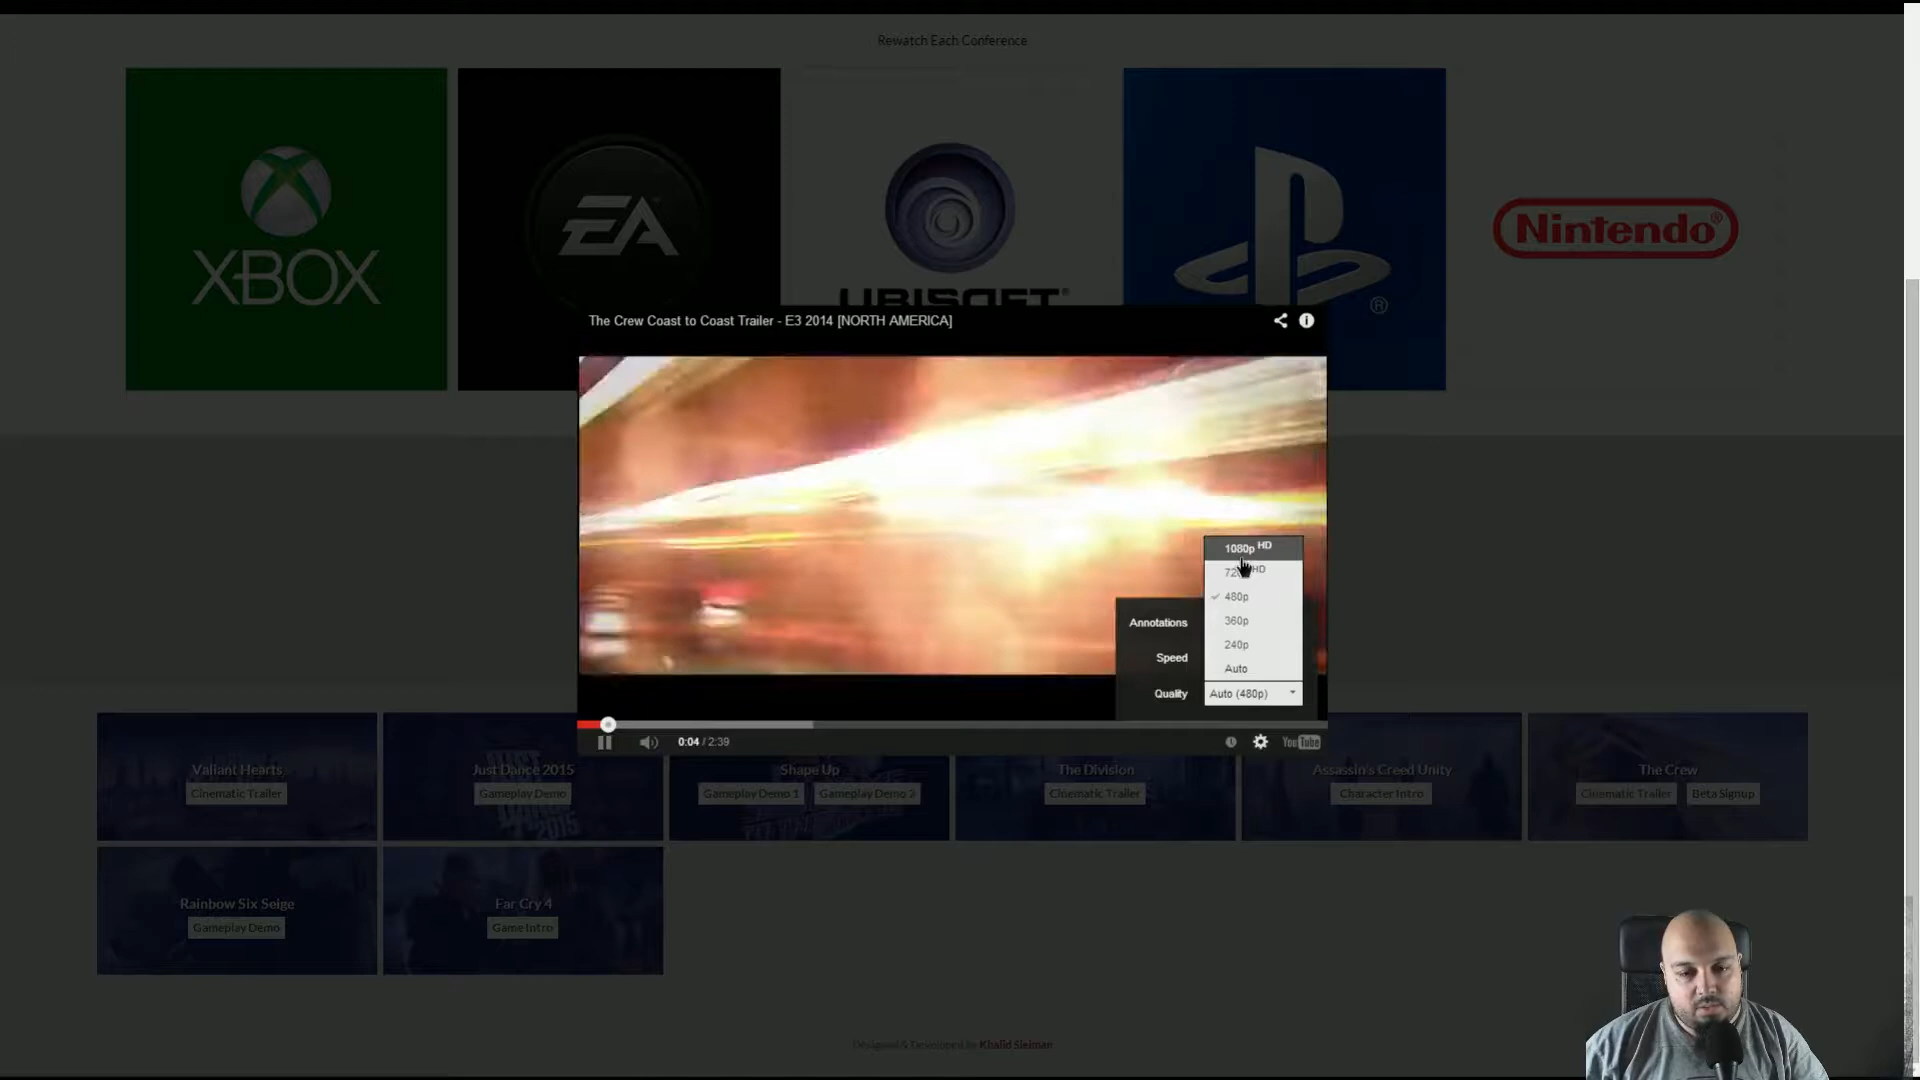 Rewatch Each Conference
XBOX
EA
UBISOFT®
®
Nintendo®
The Crew Coast to Coast Trailer - E3 2014 [NORTH AMERICA]
1080p HD
HD
480p
360p
240p
Auto
Annotations
Speed
Quality
Auto (480p)
0:04 / 2:39
YouTube
Valiant Hearts
Cinematic Trailer
Just Dance 2015
Gameplay Demo
Shape Up
Gameplay Demo 1
Gameplay Demo 2
The Division
Cinematic Trailer
Assassin's Creed Unity
Character Intro
The Crew
Cinematic Trailer
Beta Signup
Rainbow Six Seige
Gameplay Demo
Far Cry 4
Game Intro
Designed & Developed by Khalid Sleiman